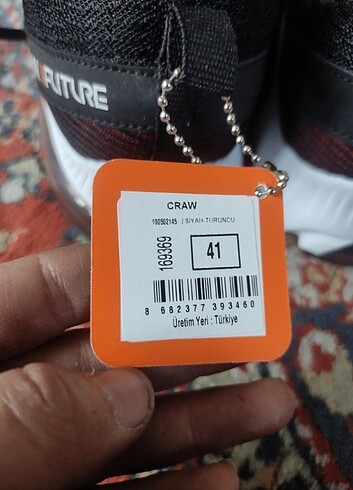 FUTURE
CRAW
100502145 / SIYAH-TURUNCU
169369
41
8 682377 393460
Üretim Yeri : Türkiye